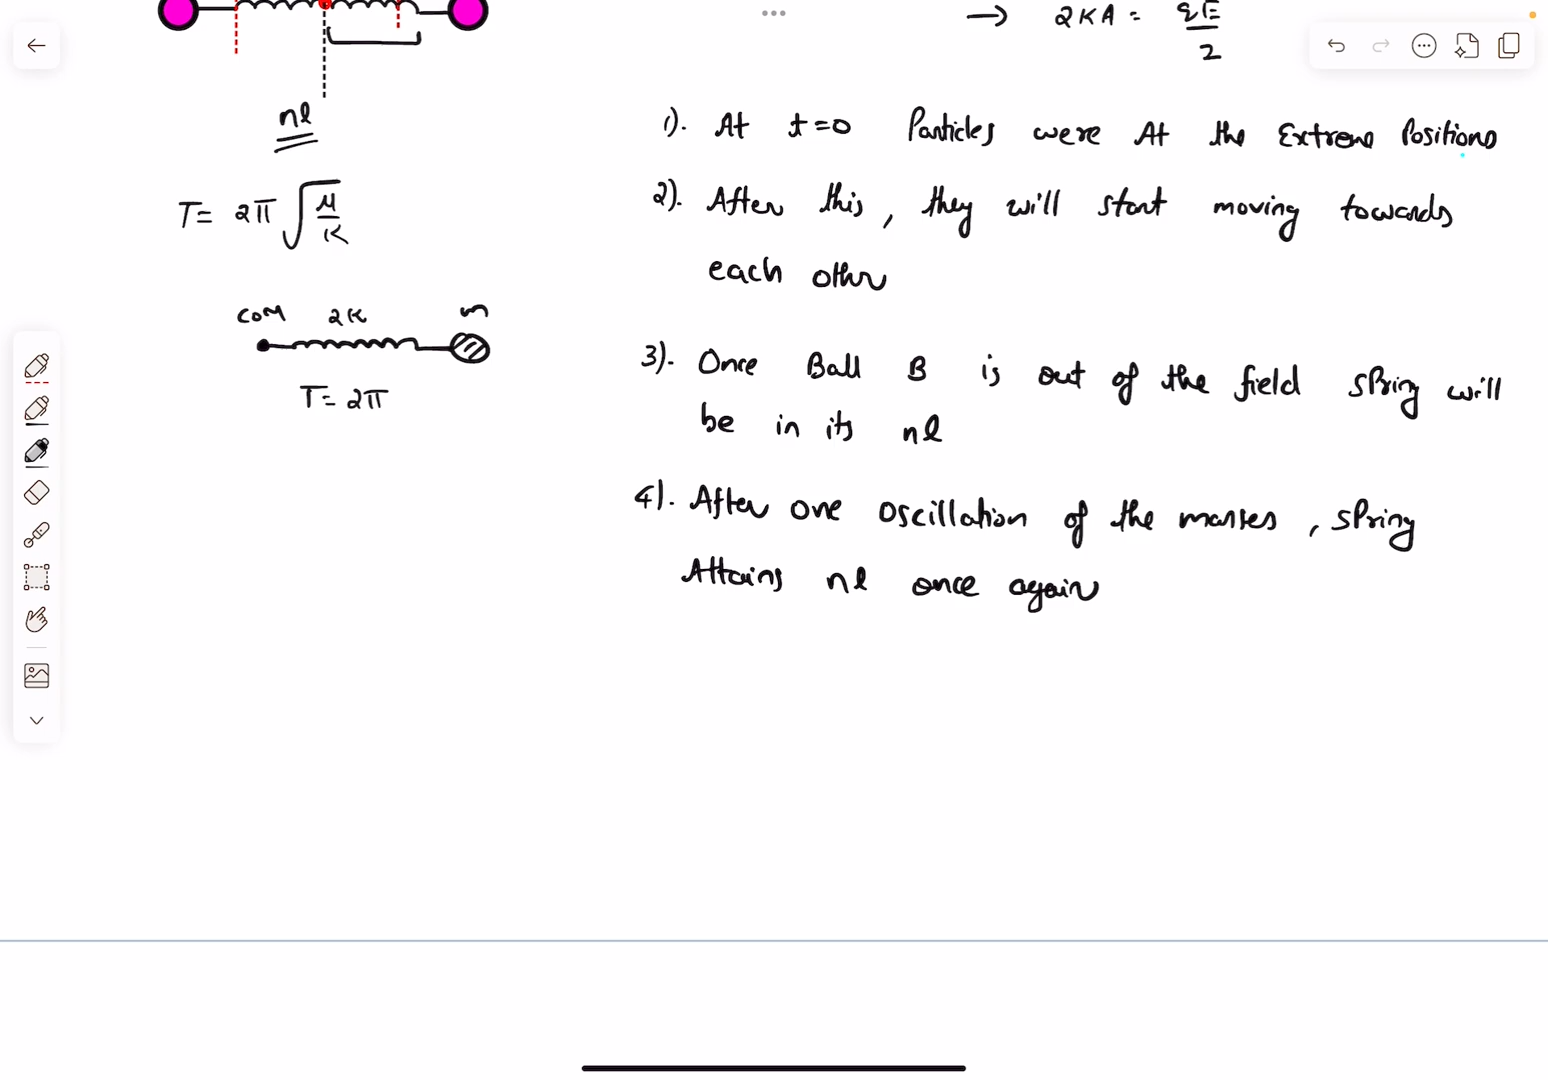 → 2KA = qE/2
nl
T = 2π √(μ/K)
COM 2K m
T = 2π
1). At t=0 Particles were At the Extreme Positions
2). After this, they will start moving towards
each other
3). Once Ball B is out of the field spring will
be in its nl
4). After one oscillation of the masses, spring
Attains nl once again